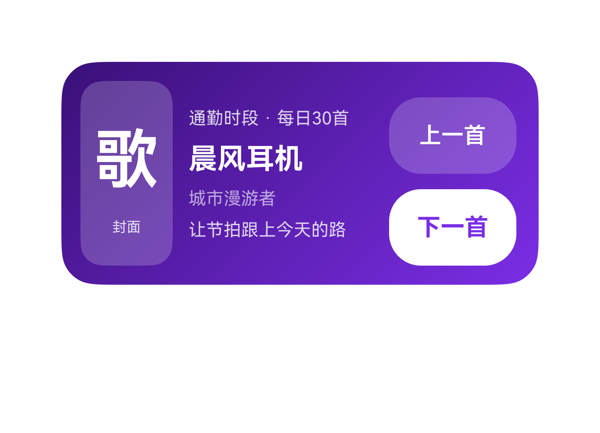 歌
封面
通勤时段 · 每日30首
晨风耳机
城市漫游者
让节拍跟上今天的路
上一首
下一首